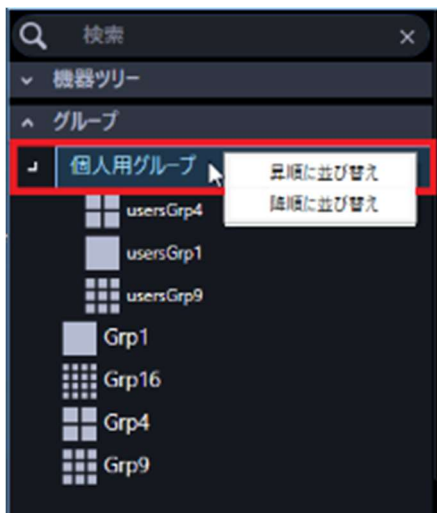 検索
機器ツリー
グループ
個人用グループ
昇順に並び替え
降順に並び替え
usersGrp4
usersGrp1
usersGrp9
Grp1
Grp16
Grp4
Grp9